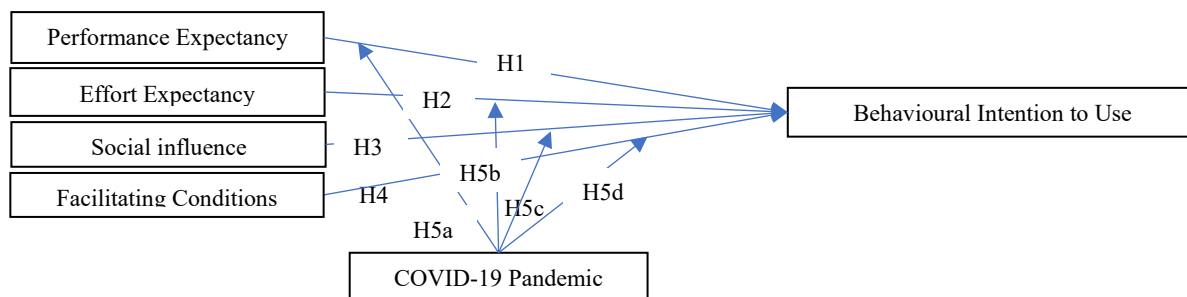 Performance Expectancy
H1
Effort Expectancy
H2
Behavioural Intention to Use
Social influence
H3
H5b
Facilitating Conditions
H4
H5c
H5d
H5a
COVID-19 Pandemic